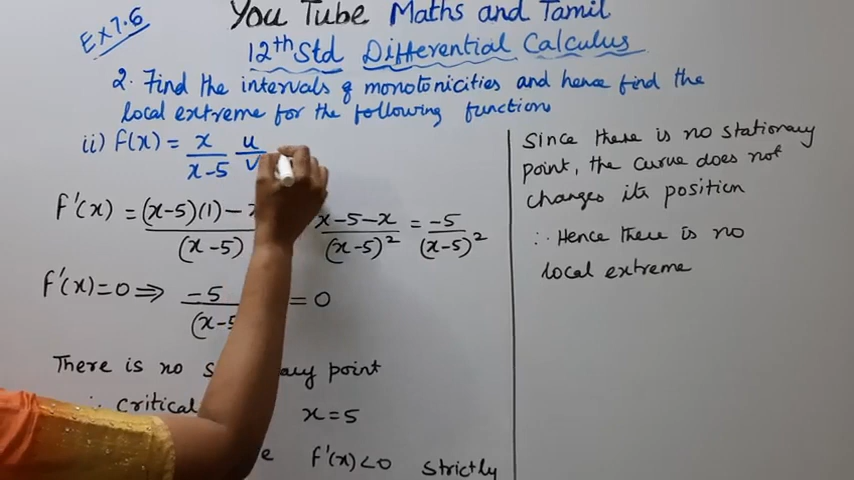 You Tube Maths and Tamil
Ex 7.6
12th Std Differential Calculus
2. Find the intervals of monotonicities and hence find the
local extreme for the following function
ii) f(x) = x/(x-5) u/v
f'(x) = (x-5)(1) - x-5-x/(x-5)² = -5/(x-5)²
(x-5)
f'(x)=0 ⇒ -5/(x-5 = 0
There is no point
∴ critical x=5
f'(x)<0 strictly
Since there is no stationary
point, the curve does not
changes its position
∴ Hence there is no
local extreme